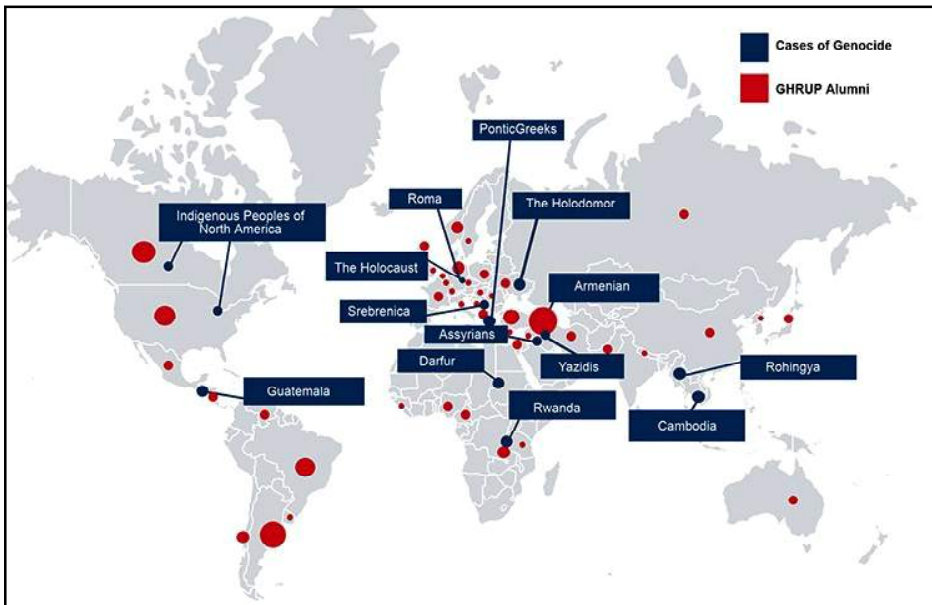 Cases of Genocide
GHRUP Alumni
PonticGreeks
Roma
The Holodomor
Indigenous Peoples of
North America
The Holocaust
Armenian
Srebrenica
Assyrians
Darfur
Yazidis
Rohingya
Guatemala
Rwanda
Cambodia